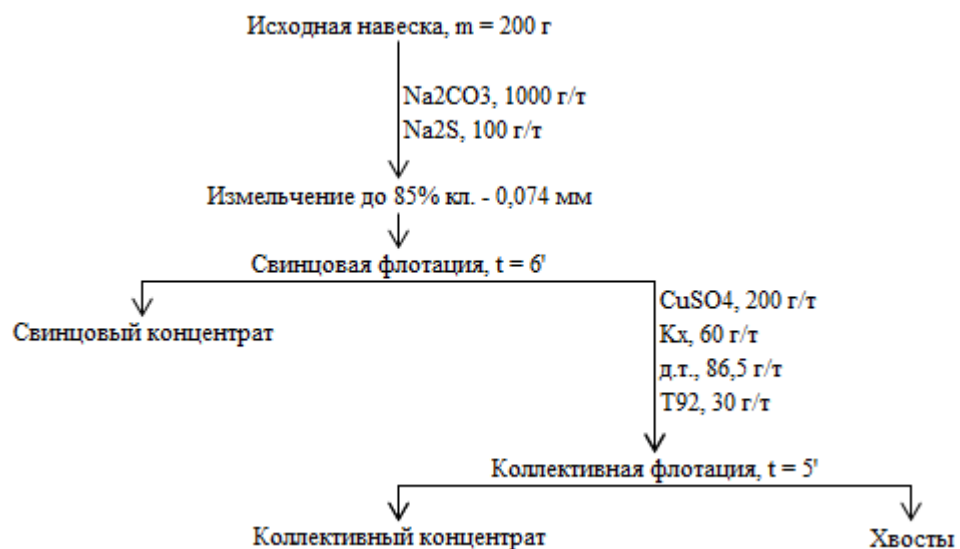 Исходная навеска, m = 200 г
Na2CO3, 1000 г/т
Na2S, 100 г/т
Измельчение до 85% кл. - 0,074 мм
Свинцовая флотация, t = 6'
Свинцовый концентрат
CuSO4, 200 г/т
Кх, 60 г/т
д.т., 86,5 г/т
Т92, 30 г/т
Коллективная флотация, t = 5'
Коллективный концентрат
Хвосты